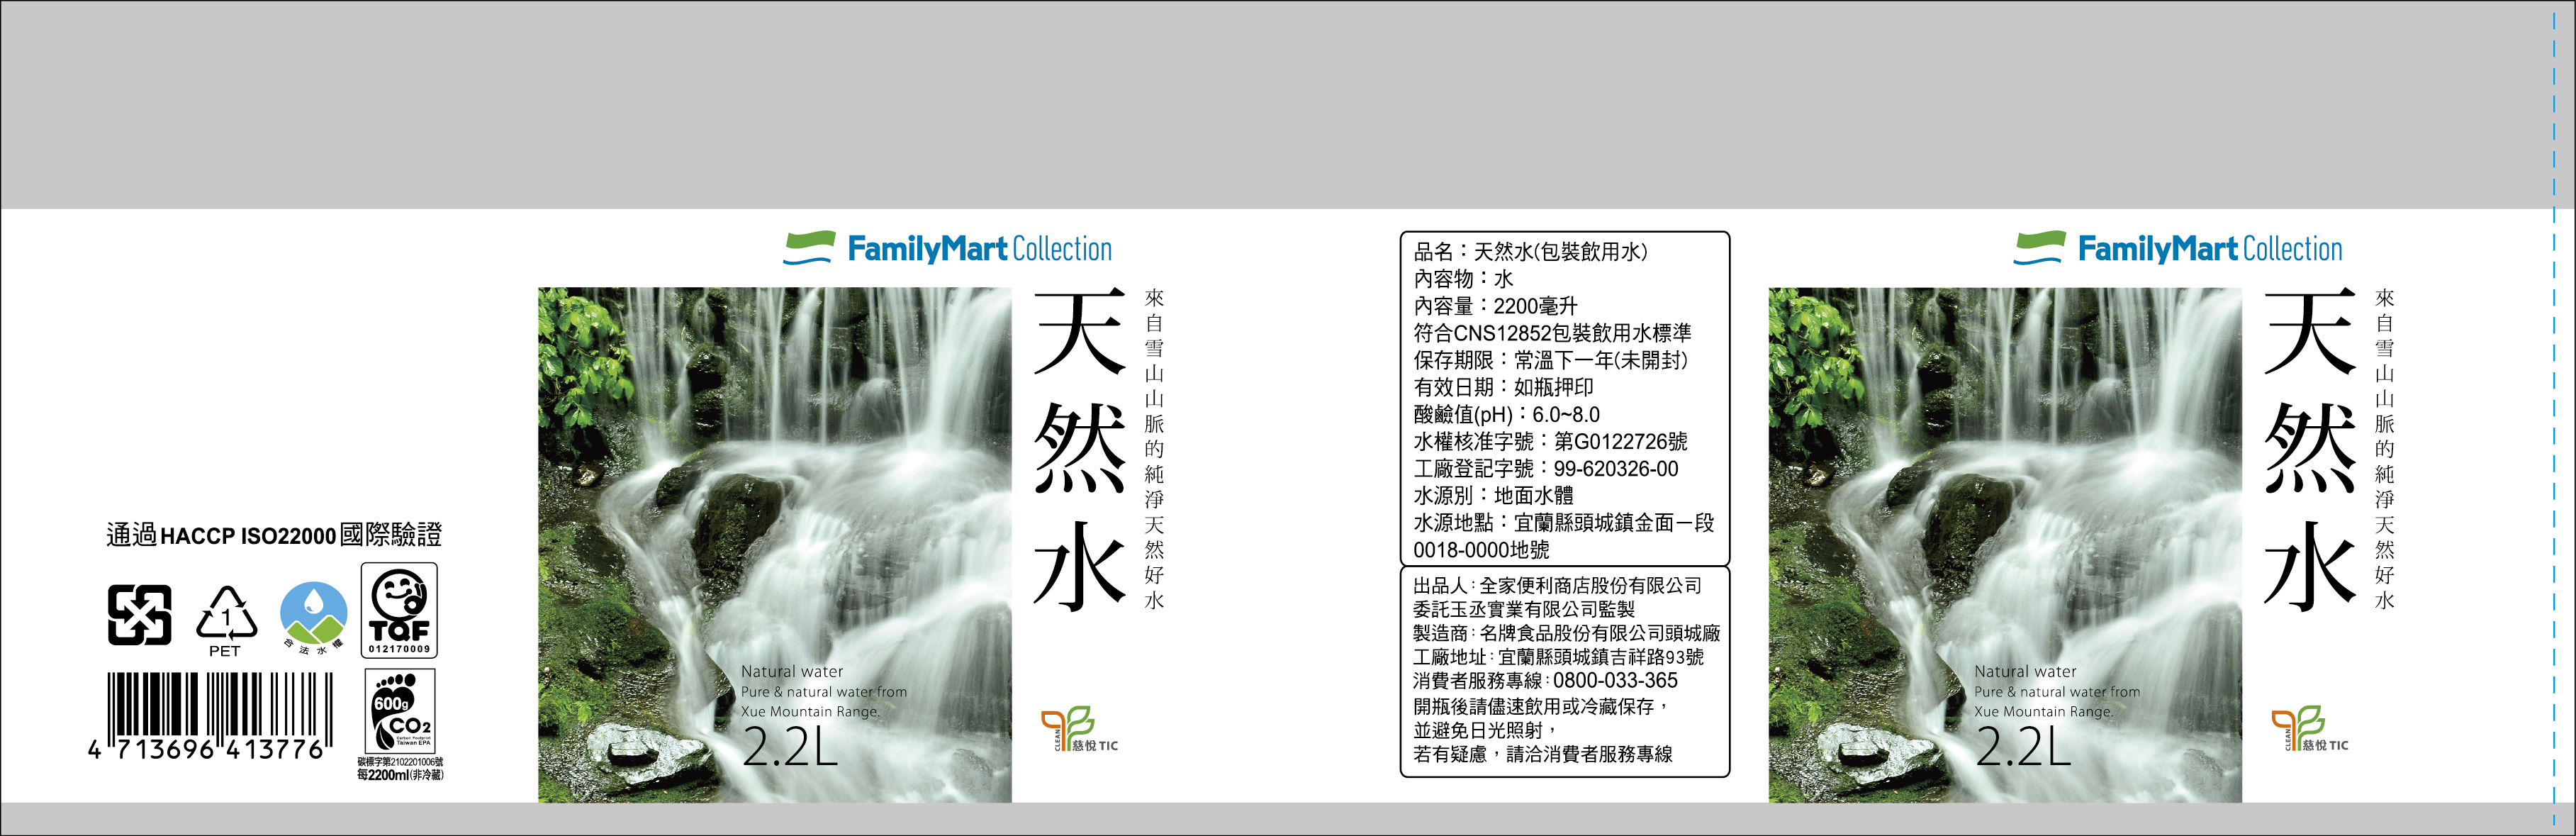 通過HACCP ISO22000國際驗證
1
PET
合法水權
TQF
012170009
4 713696 413776
600g
CO2
Carbon Footprint
Taiwan EPA
碳標字第2102201006號
每2200ml(非冷藏)
FamilyMart Collection
天然水
來自雪山山脈的純淨天然好水
Natural water
Pure & natural water from
Xue Mountain Range.
2.2L
CLEAN
慈悅TIC
品名：天然水(包裝飲用水)
內容物：水
內容量：2200毫升
符合CNS12852包裝飲用水標準
保存期限：常溫下一年(未開封)
有效日期：如瓶押印
酸鹼值(pH)：6.0~8.0
水權核准字號：第G0122726號
工廠登記字號：99-620326-00
水源別：地面水體
水源地點：宜蘭縣頭城鎮金面一段
0018-0000地號
出品人：全家便利商店股份有限公司
委託玉丞實業有限公司監製
製造商：名牌食品股份有限公司頭城廠
工廠地址：宜蘭縣頭城鎮吉祥路93號
消費者服務專線：0800-033-365
開瓶後請儘速飲用或冷藏保存，
並避免日光照射，
若有疑慮，請洽消費者服務專線
FamilyMart Collection
天然水
來自雪山山脈的純淨天然好水
Natural water
Pure & natural water from
Xue Mountain Range.
2.2L
CLEAN
慈悅TIC